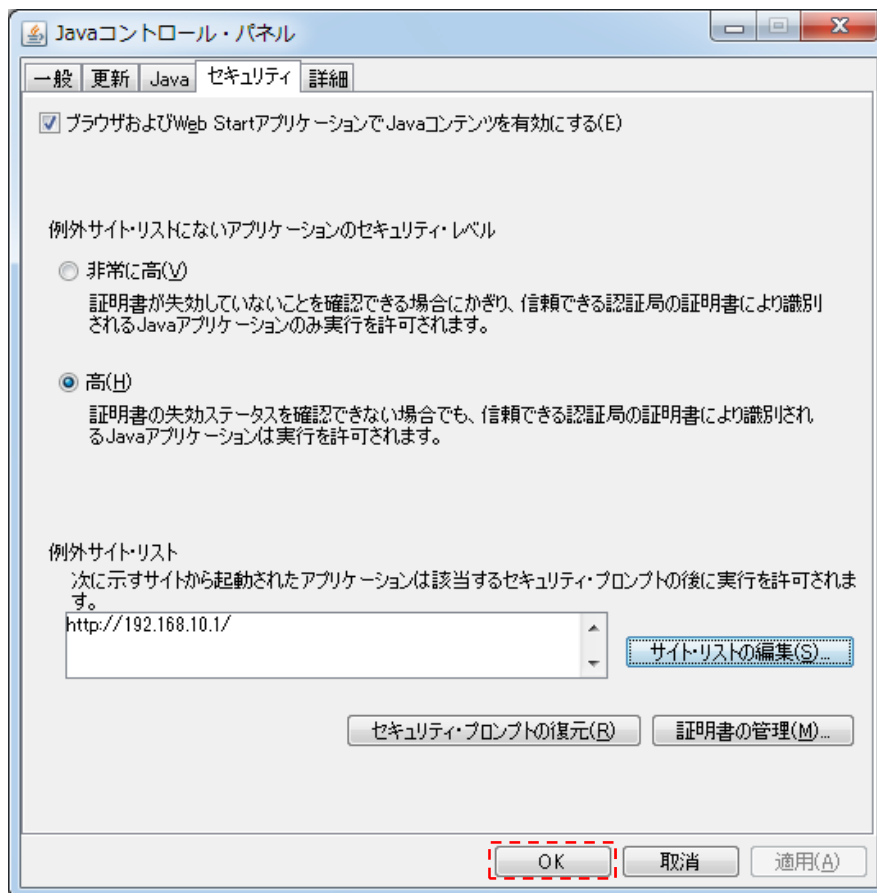 Javaコントロール・パネル
一般 更新 Java セキュリティ 詳細
ブラウザおよびWeb StartアプリケーションでJavaコンテンツを有効にする(E)
例外サイト・リストにないアプリケーションのセキュリティ・レベル
非常に高(V)
証明書が失効していないことを確認できる場合にかぎり、信頼できる認証局の証明書により識別
されるJavaアプリケーションのみ実行を許可されます。
高(H)
証明書の失効ステータスを確認できない場合でも、信頼できる認証局の証明書により識別され
るJavaアプリケーションは実行を許可されます。
例外サイト・リスト
次に示すサイトから起動されたアプリケーションは該当するセキュリティ・プロンプトの後に実行を許可されま
す。
http://192.168.10.1/
サイト・リストの編集(S)...
セキュリティ・プロンプトの復元(R) 証明書の管理(M)...
OK 取消 適用(A)